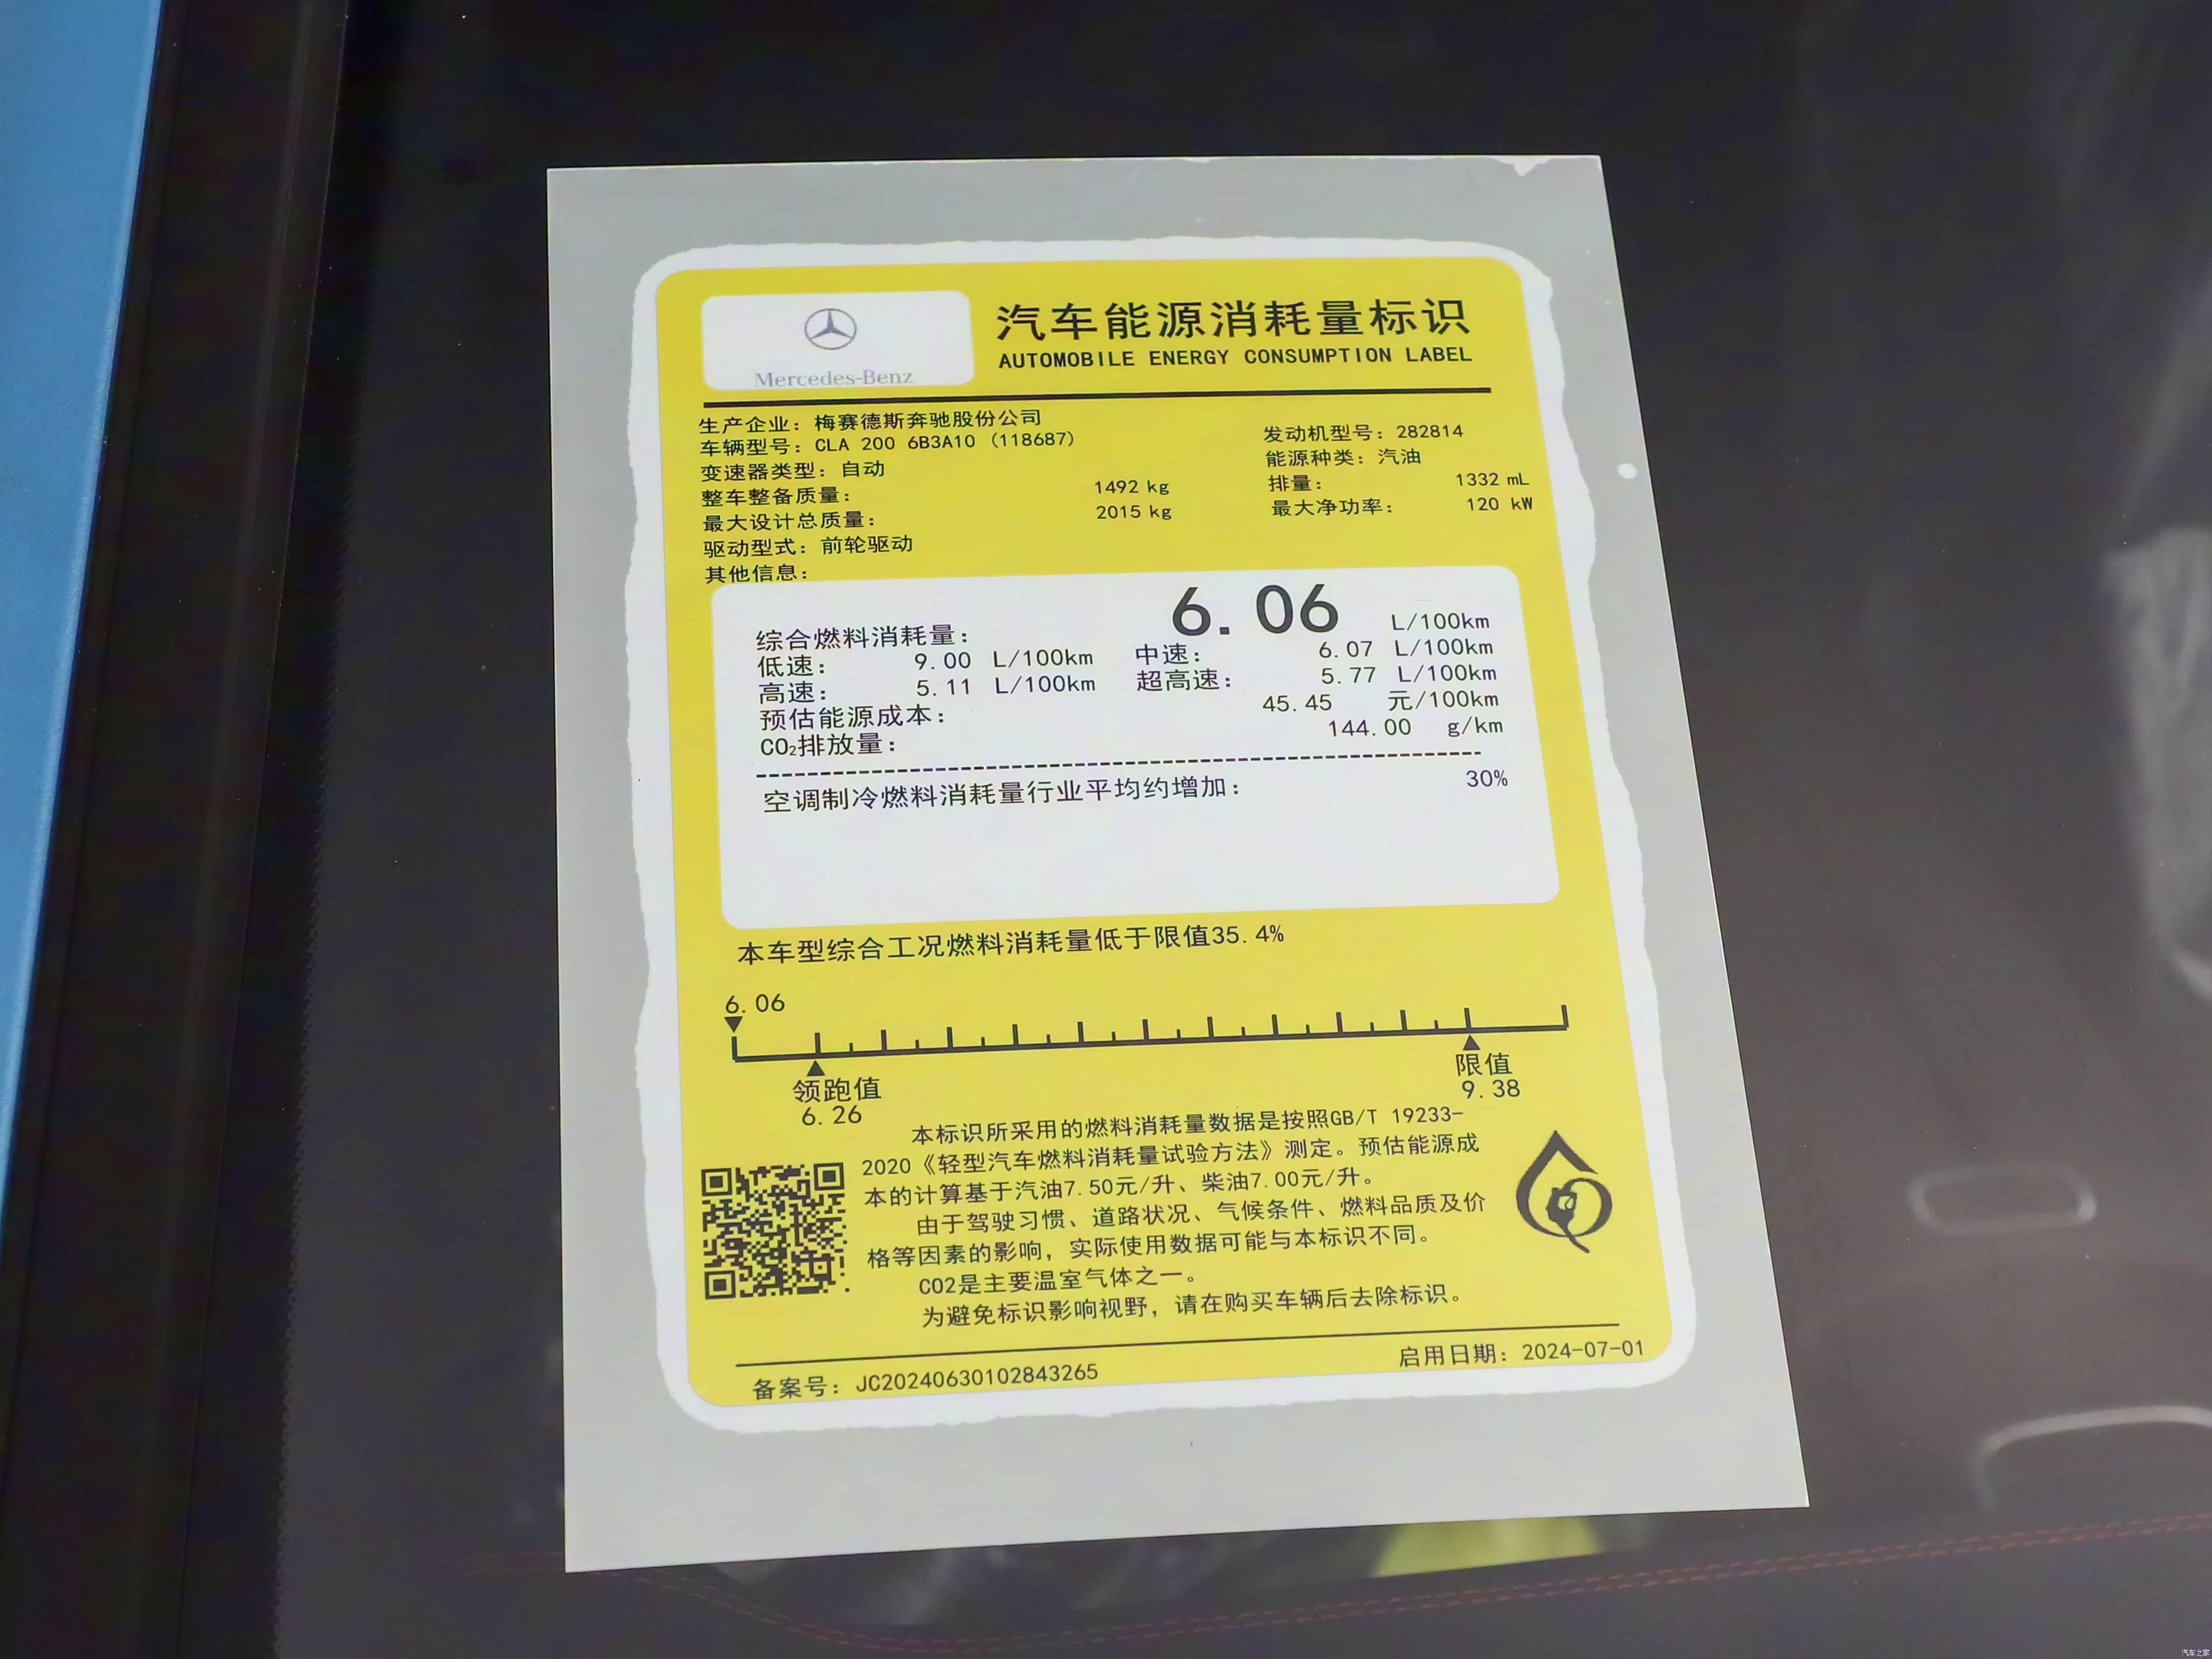 Mercedes-Benz
汽车能源消耗量标识
AUTOMOBILE ENERGY CONSUMPTION LABEL
生产企业: 梅赛德斯奔驰股份公司
车辆型号: CLA 200 6B3A10 (118687)
发动机型号: 282814
变速器类型: 自动
能源种类: 汽油
整车整备质量: 1492 kg
排量: 1332 mL
最大设计总质量: 2015 kg
最大净功率: 120 kW
驱动型式: 前轮驱动
其他信息:
综合燃料消耗量: 6.06 L/100km
低速: 9.00 L/100km 中速: 6.07 L/100km
高速: 5.11 L/100km 超高速: 5.77 L/100km
预估能源成本: 45.45 元/100km
CO₂排放量: 144.00 g/km
空调制冷燃料消耗量行业平均约增加: 30%
本车型综合工况燃料消耗量低于限值35.4%
6.06
领跑值
6.26
限值
9.38
本标识所采用的燃料消耗量数据是按照GB/T 19233-
2020《轻型汽车燃料消耗量试验方法》测定。预估能源成
本的计算基于汽油7.50元/升、柴油7.00元/升。
由于驾驶习惯、道路状况、气候条件、燃料品质及价
格等因素的影响，实际使用数据可能与本标识不同。
CO2是主要温室气体之一。
为避免标识影响视野，请在购买车辆后去除标识。
备案号: JC20240630102843265
启用日期: 2024-07-01
汽车之家